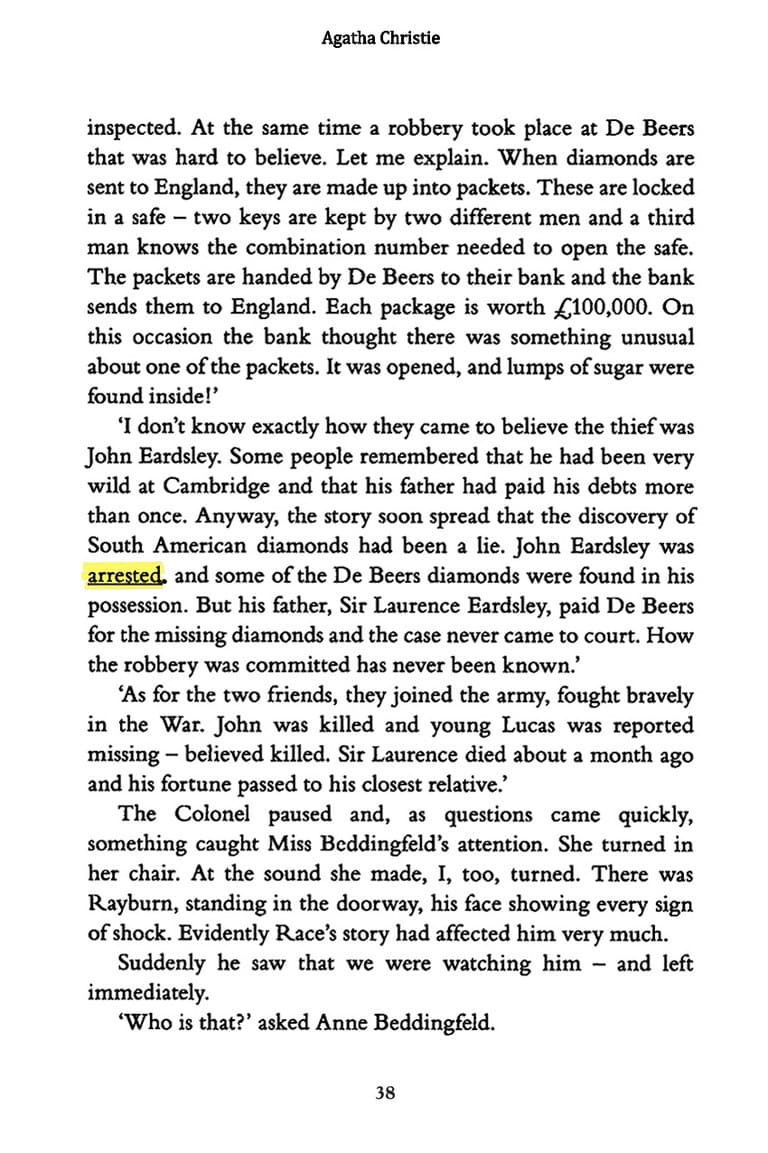 Agatha Christie
inspected. At the same time a robbery took place at De Beers
that was hard to believe. Let me explain. When diamonds are
sent to England, they are made up into packets. These are locked
in a safe – two keys are kept by two different men and a third
man knows the combination number needed to open the safe.
The packets are handed by De Beers to their bank and the bank
sends them to England. Each package is worth £100,000. On
this occasion the bank thought there was something unusual
about one of the packets. It was opened, and lumps of sugar were
found inside!’
‘I don’t know exactly how they came to believe the thief was
John Eardsley. Some people remembered that he had been very
wild at Cambridge and that his father had paid his debts more
than once. Anyway, the story soon spread that the discovery of
South American diamonds had been a lie. John Eardsley was
arrested, and some of the De Beers diamonds were found in his
possession. But his father, Sir Laurence Eardsley, paid De Beers
for the missing diamonds and the case never came to court. How
the robbery was committed has never been known.’
‘As for the two friends, they joined the army, fought bravely
in the War. John was killed and young Lucas was reported
missing – believed killed. Sir Laurence died about a month ago
and his fortune passed to his closest relative.’
The Colonel paused and, as questions came quickly,
something caught Miss Beddingfeld’s attention. She turned in
her chair. At the sound she made, I, too, turned. There was
Rayburn, standing in the doorway, his face showing every sign
of shock. Evidently Race’s story had affected him very much.
Suddenly he saw that we were watching him – and left
immediately.
‘Who is that?’ asked Anne Beddingfeld.
38